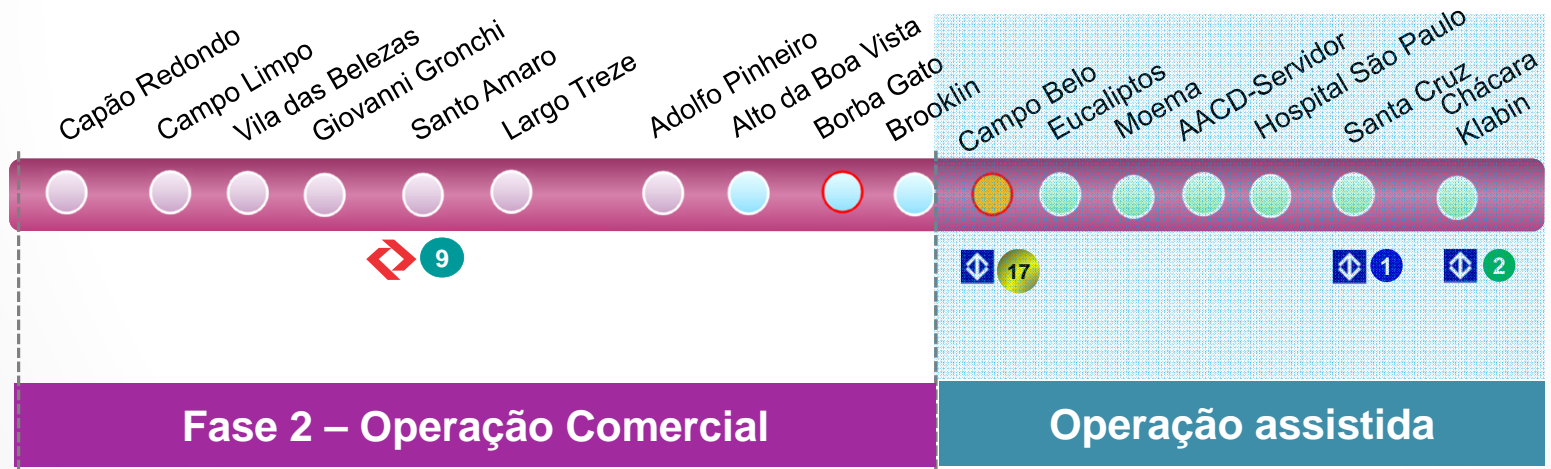 Capão Redondo
Campo Limpo
Vila das Belezas
Giovanni Gronchi
Santo Amaro
Largo Treze
Adolfo Pinheiro
Alto da Boa Vista
Borba Gato
Brooklin
Campo Belo
Eucaliptos
Moema
AACD-Servidor
Hospital São Paulo
Santa Cruz
Chácara
Klabin
9
17
1
2
Fase 2 – Operação Comercial
Operação assistida